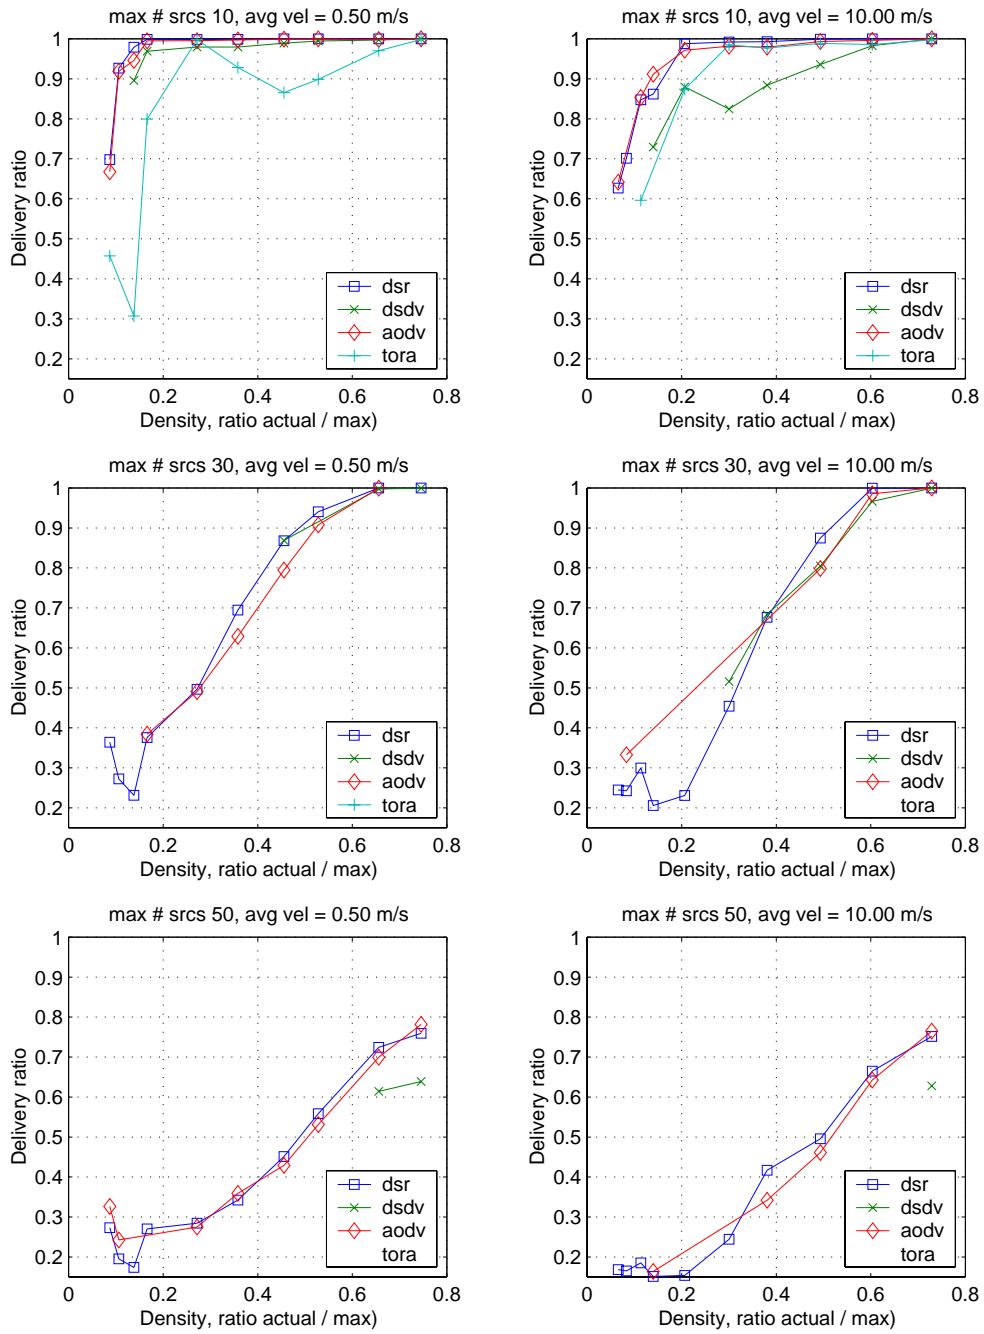 max # srcs 10, avg vel = 0.50 m/s
1
0.9
0.8
0.7
0.6
0.5
0.4
0.3
0.2
Delivery ratio
dsr
dsdv
aodv
tora
0
0.2
0.4
0.6
0.8
Density, ratio actual / max)
max # srcs 10, avg vel = 10.00 m/s
1
0.9
0.8
0.7
0.6
0.5
0.4
0.3
0.2
Delivery ratio
dsr
dsdv
aodv
tora
0
0.2
0.4
0.6
0.8
Density, ratio actual / max)
max # srcs 30, avg vel = 0.50 m/s
1
0.9
0.8
0.7
0.6
0.5
0.4
0.3
0.2
Delivery ratio
dsr
dsdv
aodv
tora
0
0.2
0.4
0.6
0.8
Density, ratio actual / max)
max # srcs 30, avg vel = 10.00 m/s
1
0.9
0.8
0.7
0.6
0.5
0.4
0.3
0.2
Delivery ratio
dsr
dsdv
aodv
tora
0
0.2
0.4
0.6
0.8
Density, ratio actual / max)
max # srcs 50, avg vel = 0.50 m/s
1
0.9
0.8
0.7
0.6
0.5
0.4
0.3
0.2
Delivery ratio
dsr
dsdv
aodv
tora
0
0.2
0.4
0.6
0.8
Density, ratio actual / max)
max # srcs 50, avg vel = 10.00 m/s
1
0.9
0.8
0.7
0.6
0.5
0.4
0.3
0.2
Delivery ratio
dsr
dsdv
aodv
tora
0
0.2
0.4
0.6
0.8
Density, ratio actual / max)